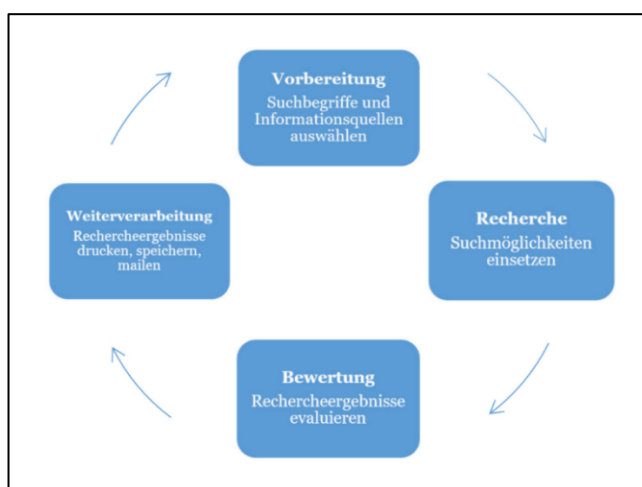 Vorbereitung
Suchbegriffe und
Informationsquellen
auswählen
Recherche
Suchmöglichkeiten
einsetzen
Bewertung
Rechercheergebnisse
evaluieren
Weiterverarbeitung
Rechercheergebnisse
drucken, speichern,
mailen